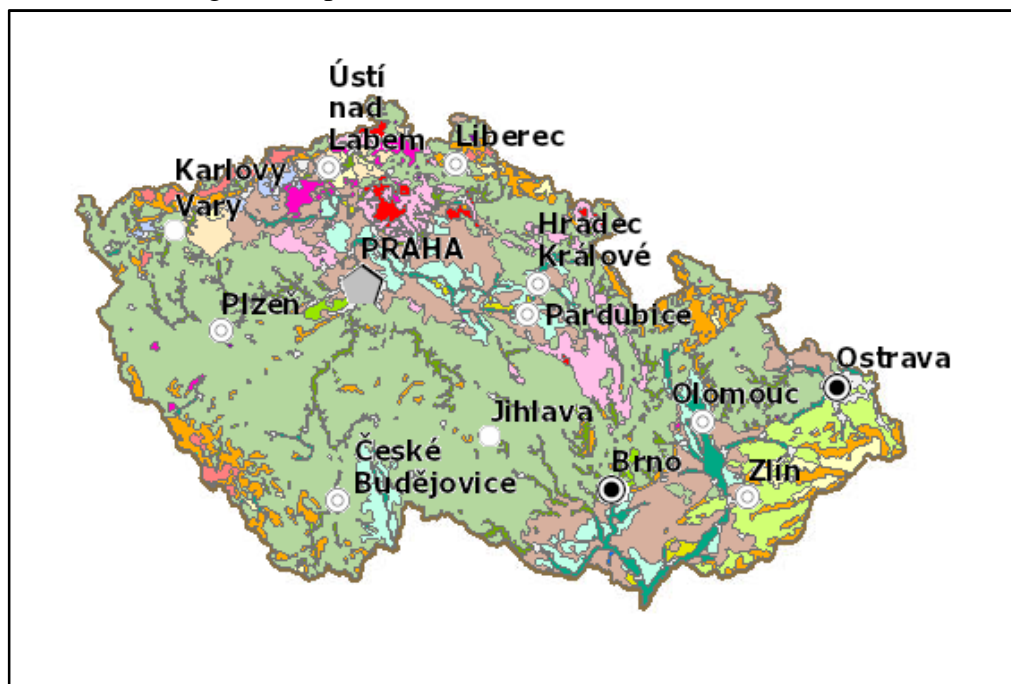 Ústí
nad
Labem
Liberec
Karlovy
Vary
Hradec
Králové
PRAHA
Plzeň
Pardubice
Ostrava
Olomouc
Jihlava
České
Budějovice
Brno
Zlín